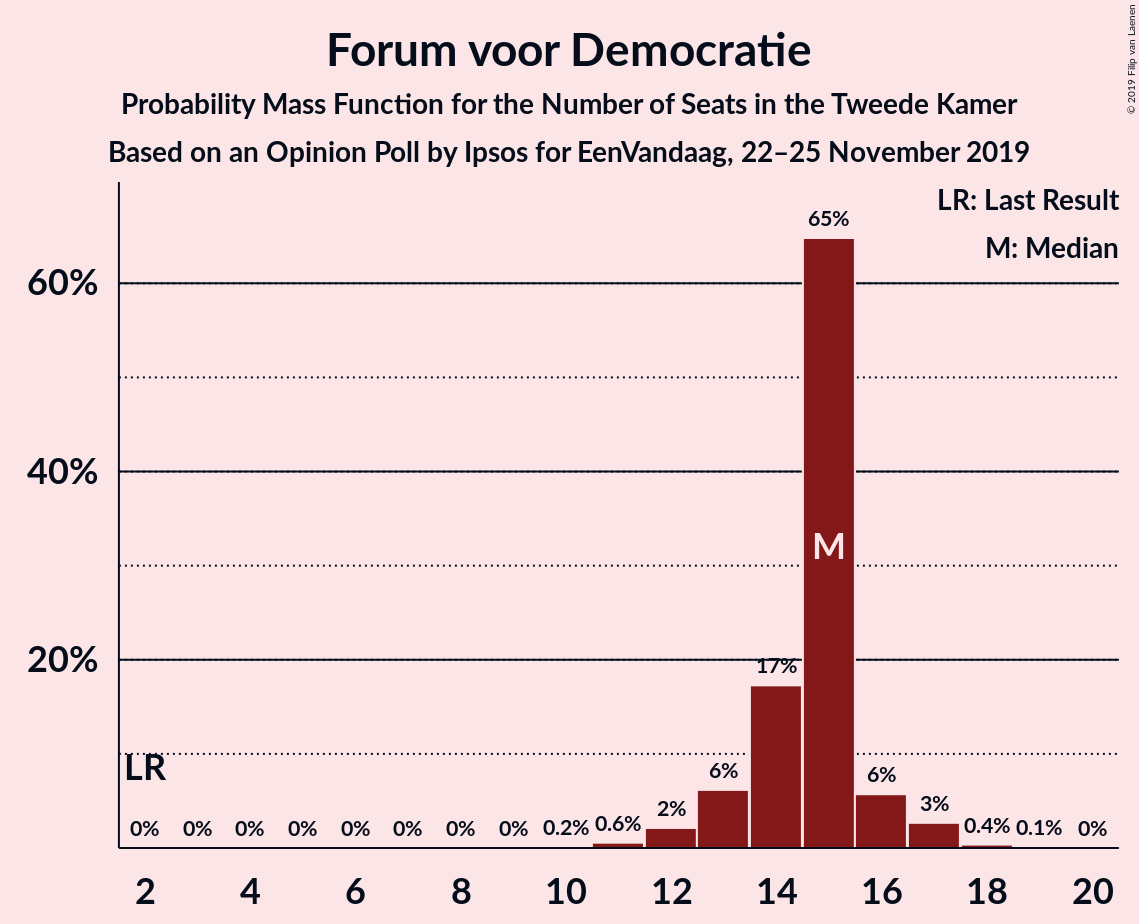 Forum voor Democratie
Probability Mass Function for the Number of Seats in the Tweede Kamer
Based on an Opinion Poll by Ipsos for EenVandaag, 22–25 November 2019
© 2019 Filip van Laenen
LR: Last Result
M: Median
65%
60%
40%
M
20%
17%
LR
6%
6%
2%
3%
0% 0% 0% 0% 0% 0% 0% 0% 0.2% 0.6% 0.4% 0.1% 0%
2 4 6 8 10 12 14 16 18 20